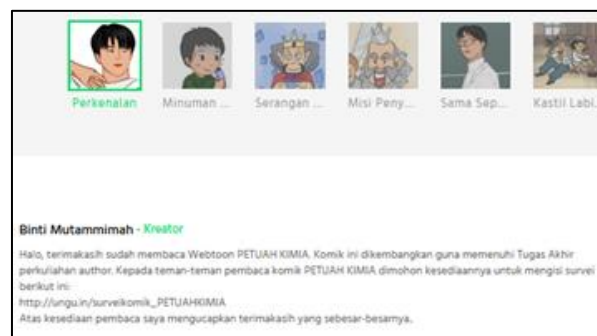 Perkenalan
Minuman ...
Serangan ...
Misi Peny...
Sama Sep...
Kastil Labi...
Binti Mutammimah - Kreator
Halo, terimakasih sudah membaca Webtoon PETUAH KIMIA. Komik ini dikembangkan guna memenuhi Tugas Akhir
perkuliahan author. Kepada teman-teman pembaca komik PETUAH KIMIA dimohon kesediaannya untuk mengisi survei
berikut ini:
http://ungu.in/surveikomik_PETUAHKIMIA
Atas kesediaan pembaca saya mengucapkan terimakasih yang sebesar-besarnya.